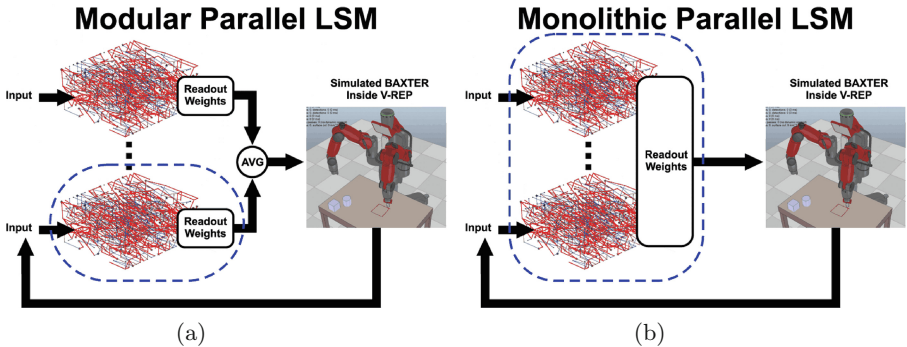 Modular Parallel LSM
Input
Readout
Weights
AVG
Input
Readout
Weights
Simulated BAXTER
Inside V-REP
(a)
Monolithic Parallel LSM
Input
Input
Readout
Weights
Simulated BAXTER
Inside V-REP
(b)